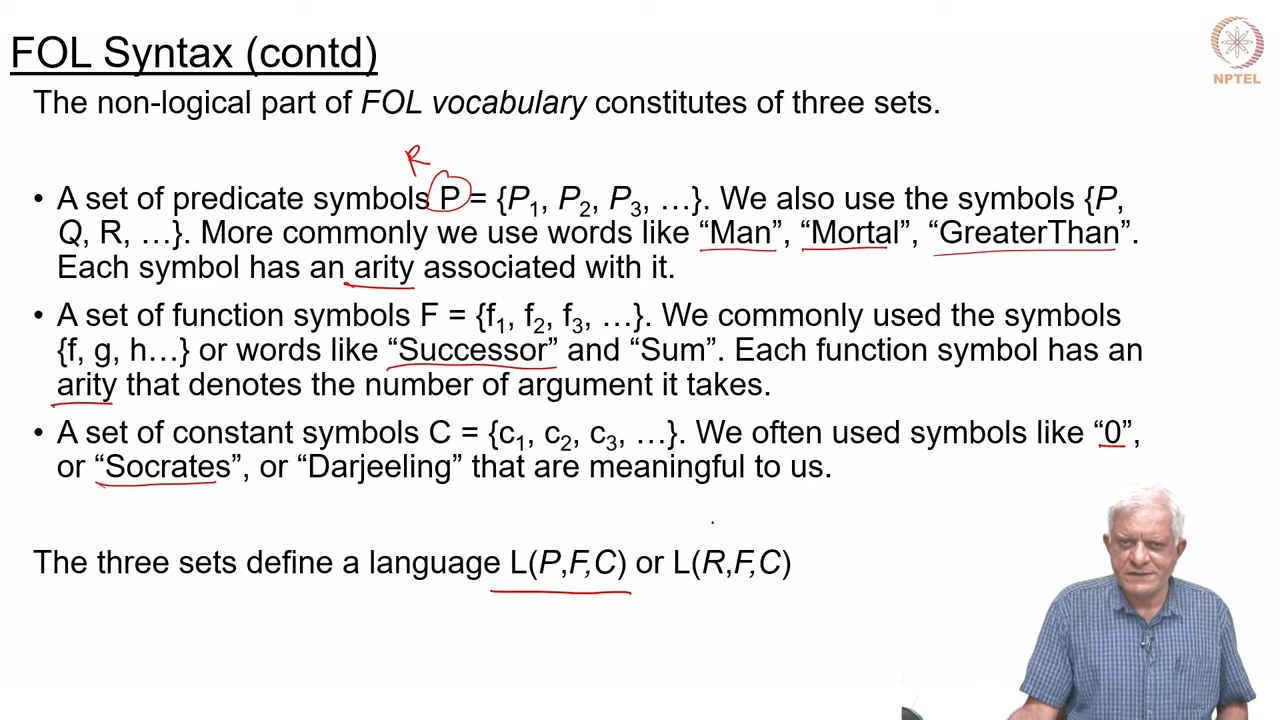 FOL Syntax (contd)
NPTEL
The non-logical part of FOL vocabulary constitutes of three sets.
R
• A set of predicate symbols P = {P1, P2, P3, …}. We also use the symbols {P,
Q, R, …}. More commonly we use words like “Man”, “Mortal”, “GreaterThan”.
Each symbol has an arity associated with it.
• A set of function symbols F = {f1, f2, f3, …}. We commonly used the symbols
{f, g, h…} or words like “Successor” and “Sum”. Each function symbol has an
arity that denotes the number of argument it takes.
• A set of constant symbols C = {c1, c2, c3, …}. We often used symbols like “0”,
or “Socrates”, or “Darjeeling” that are meaningful to us.
The three sets define a language L(P,F,C) or L(R,F,C)